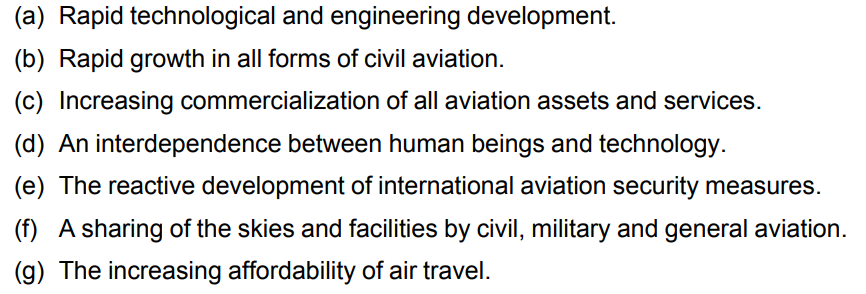 (a) Rapid technological and engineering development.
(b) Rapid growth in all forms of civil aviation.
(c) Increasing commercialization of all aviation assets and services.
(d) An interdependence between human beings and technology.
(e) The reactive development of international aviation security measures.
(f) A sharing of the skies and facilities by civil, military and general aviation.
(g) The increasing affordability of air travel.